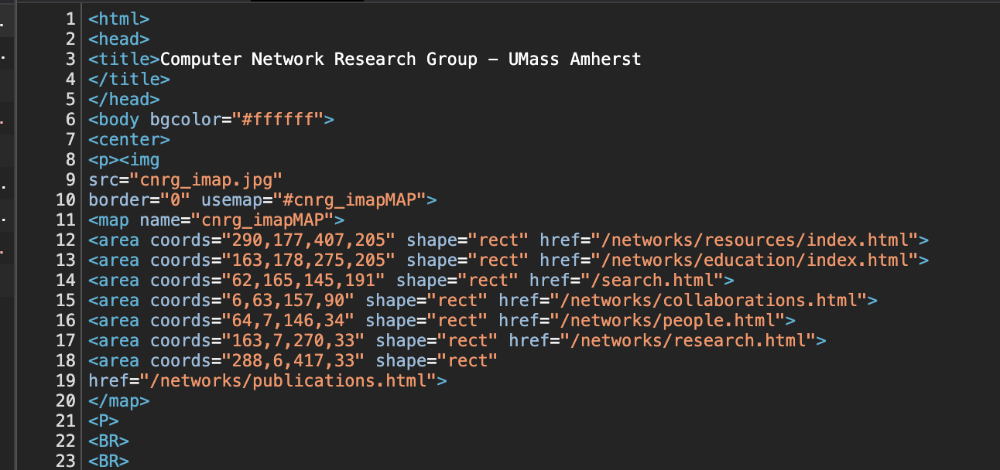 1 <html>
2 <head>
3 <title>Computer Network Research Group - UMass Amherst
4 </title>
5 </head>
6 <body bgcolor="#ffffff">
7 <center>
8 <p><img
9 src="cnrg_imap.jpg"
10 border="0" usemap="#cnrg_imapMAP">
11 <map name="cnrg_imapMAP">
12 <area coords="290,177,407,205" shape="rect" href="/networks/resources/index.html">
13 <area coords="163,178,275,205" shape="rect" href="/networks/education/index.html">
14 <area coords="62,165,145,191" shape="rect" href="/search.html">
15 <area coords="6,63,157,90" shape="rect" href="/networks/collaborations.html">
16 <area coords="64,7,146,34" shape="rect" href="/networks/people.html">
17 <area coords="163,7,270,33" shape="rect" href="/networks/research.html">
18 <area coords="288,6,417,33" shape="rect"
19 href="/networks/publications.html">
20 </map>
21 <P>
22 <BR>
23 <BR>